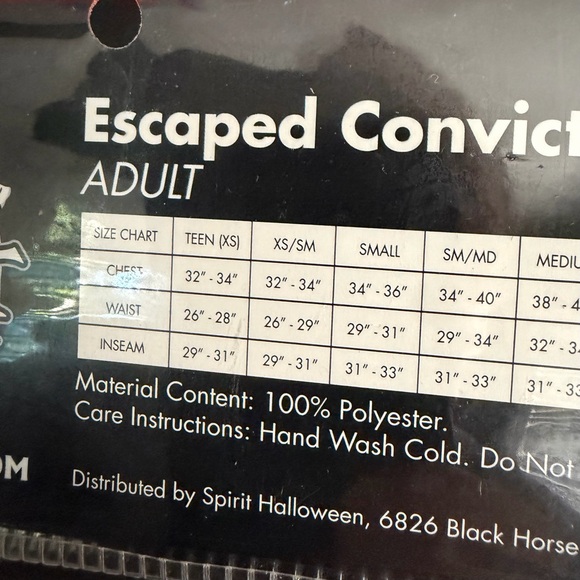 Escaped Convict
ADULT
SIZE CHART TEEN (XS) XS/SM SMALL SM/MD
CHEST 32" - 34" 32" - 34" 34" - 36" 34" - 40" 38" -
WAIST 26" - 28" 26" - 29" 29" - 31" 29" - 34" 32" -
INSEAM 29" - 31" 29" - 31" 31" - 33" 31" - 33" 31" - 33
Material Content: 100% Polyester.
Care Instructions: Hand Wash Cold. Do Not
Distributed by Spirit Halloween, 6826 Black Horse